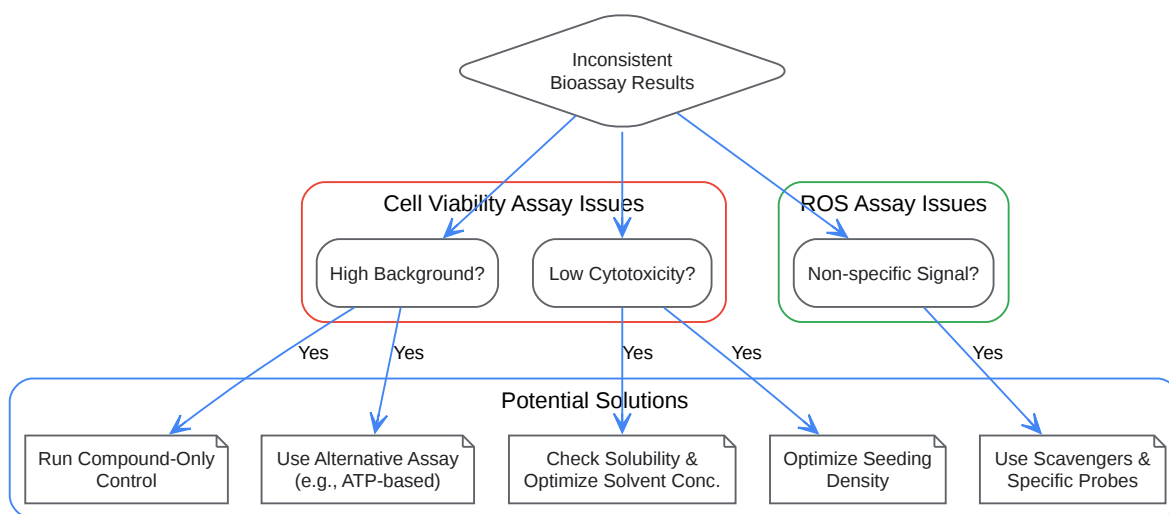 Inconsistent
Bioassay Results
Cell Viability Assay Issues
ROS Assay Issues
High Background?
Low Cytotoxicity?
Non-specific Signal?
Yes
Yes
Yes
Yes
Yes
Potential Solutions
Run Compound-Only
Control
Use Alternative Assay
(e.g., ATP-based)
Check Solubility &
Optimize Solvent Conc.
Optimize Seeding
Density
Use Scavengers &
Specific Probes